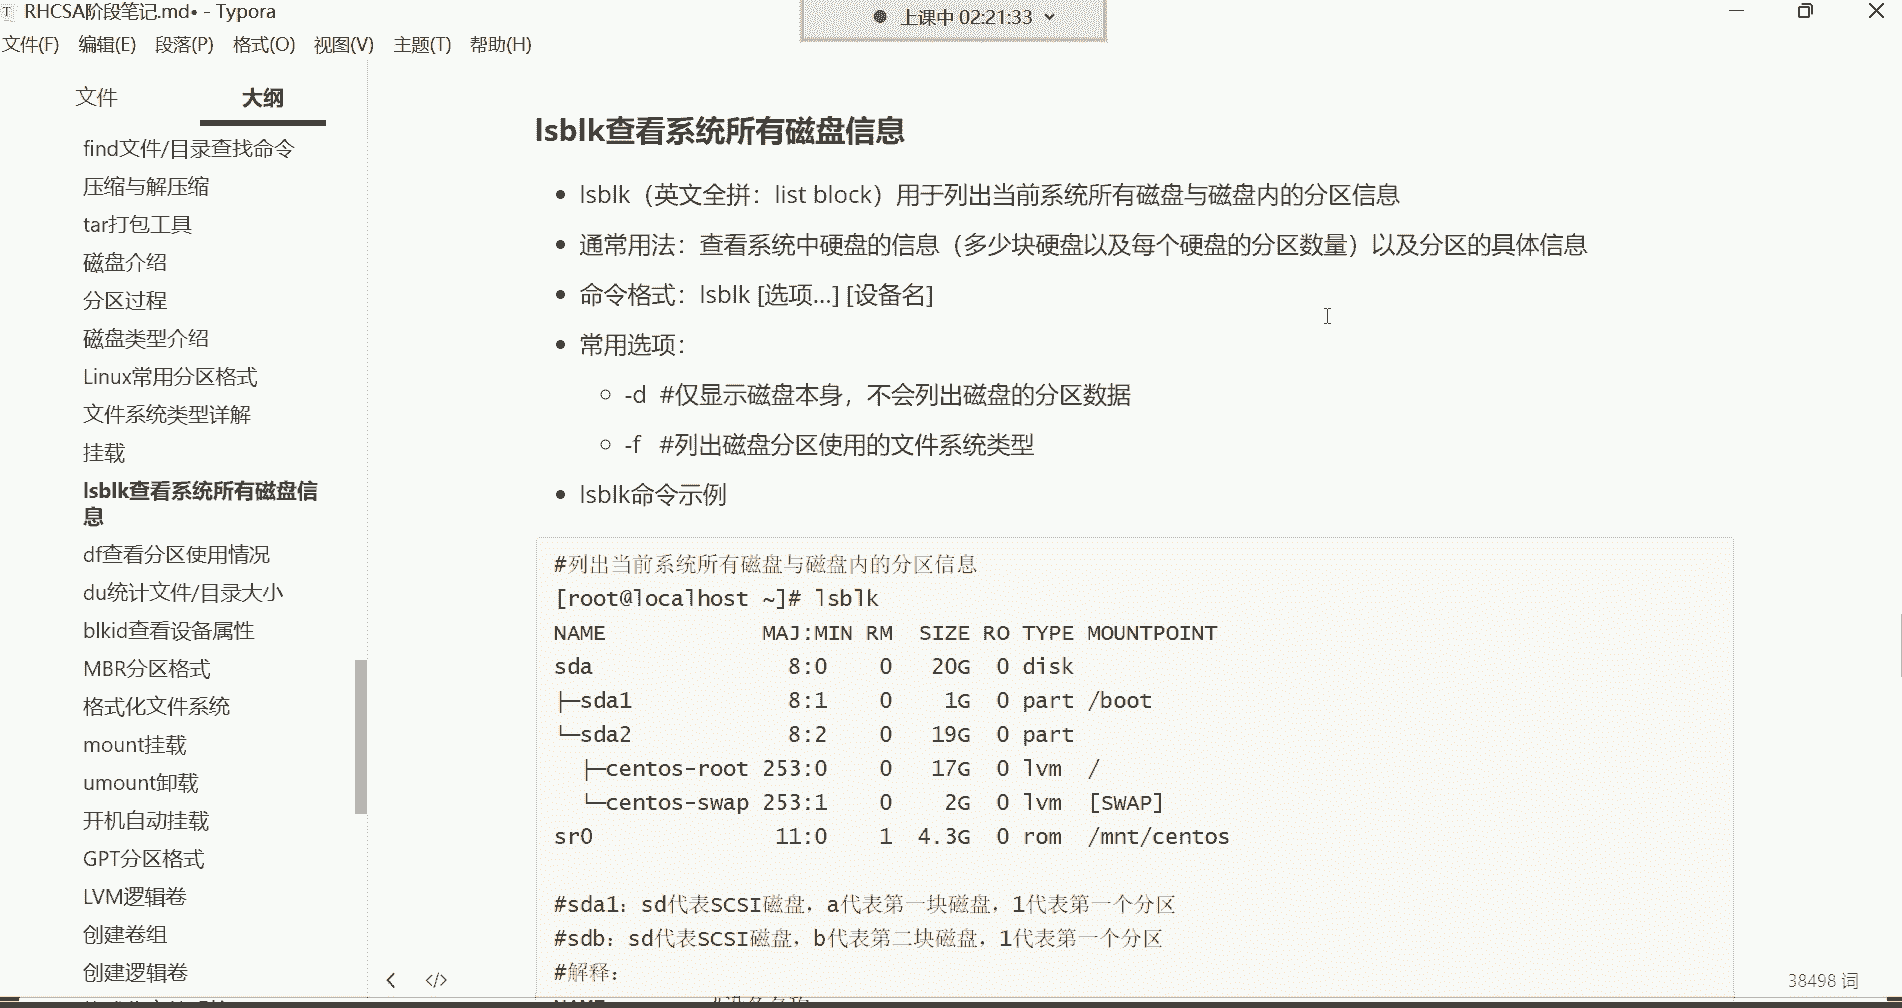 RHCSA阶段笔记.md• - Typora
上课中 02:21:33
文件(F) 编辑(E) 段落(P) 格式(O) 视图(V) 主题(T) 帮助(H)
文件 大纲
find文件/目录查找命令
压缩与解压缩
tar打包工具
磁盘介绍
分区过程
磁盘类型介绍
Linux常用分区格式
文件系统类型详解
挂载
lsblk查看系统所有磁盘信
息
df查看分区使用情况
du统计文件/目录大小
blkid查看设备属性
MBR分区格式
格式化文件系统
mount挂载
umount卸载
开机自动挂载
GPT分区格式
LVM逻辑卷
创建卷组
创建逻辑卷
lsblk查看系统所有磁盘信息
• lsblk（英文全拼：list block）用于列出当前系统所有磁盘与磁盘内的分区信息
• 通常用法：查看系统中硬盘的信息（多少块硬盘以及每个硬盘的分区数量）以及分区的具体信息
• 命令格式：lsblk [选项...] [设备名]
• 常用选项：
◦ -d #仅显示磁盘本身，不会列出磁盘的分区数据
◦ -f #列出磁盘分区使用的文件系统类型
• lsblk命令示例
#列出当前系统所有磁盘与磁盘内的分区信息
[root@localhost ~]# lsblk
NAME            MAJ:MIN RM  SIZE RO TYPE MOUNTPOINT
sda               8:0    0   20G  0 disk
├─sda1            8:1    0    1G  0 part /boot
└─sda2            8:2    0   19G  0 part
  ├─centos-root 253:0    0   17G  0 lvm  /
  └─centos-swap 253:1    0    2G  0 lvm  [SWAP]
sr0              11:0    1  4.3G  0 rom  /mnt/centos
#sda1：sd代表SCSI磁盘，a代表第一块磁盘，1代表第一个分区
#sdb：sd代表SCSI磁盘，b代表第二块磁盘，1代表第一个分区
#解释：
</> 38498 词